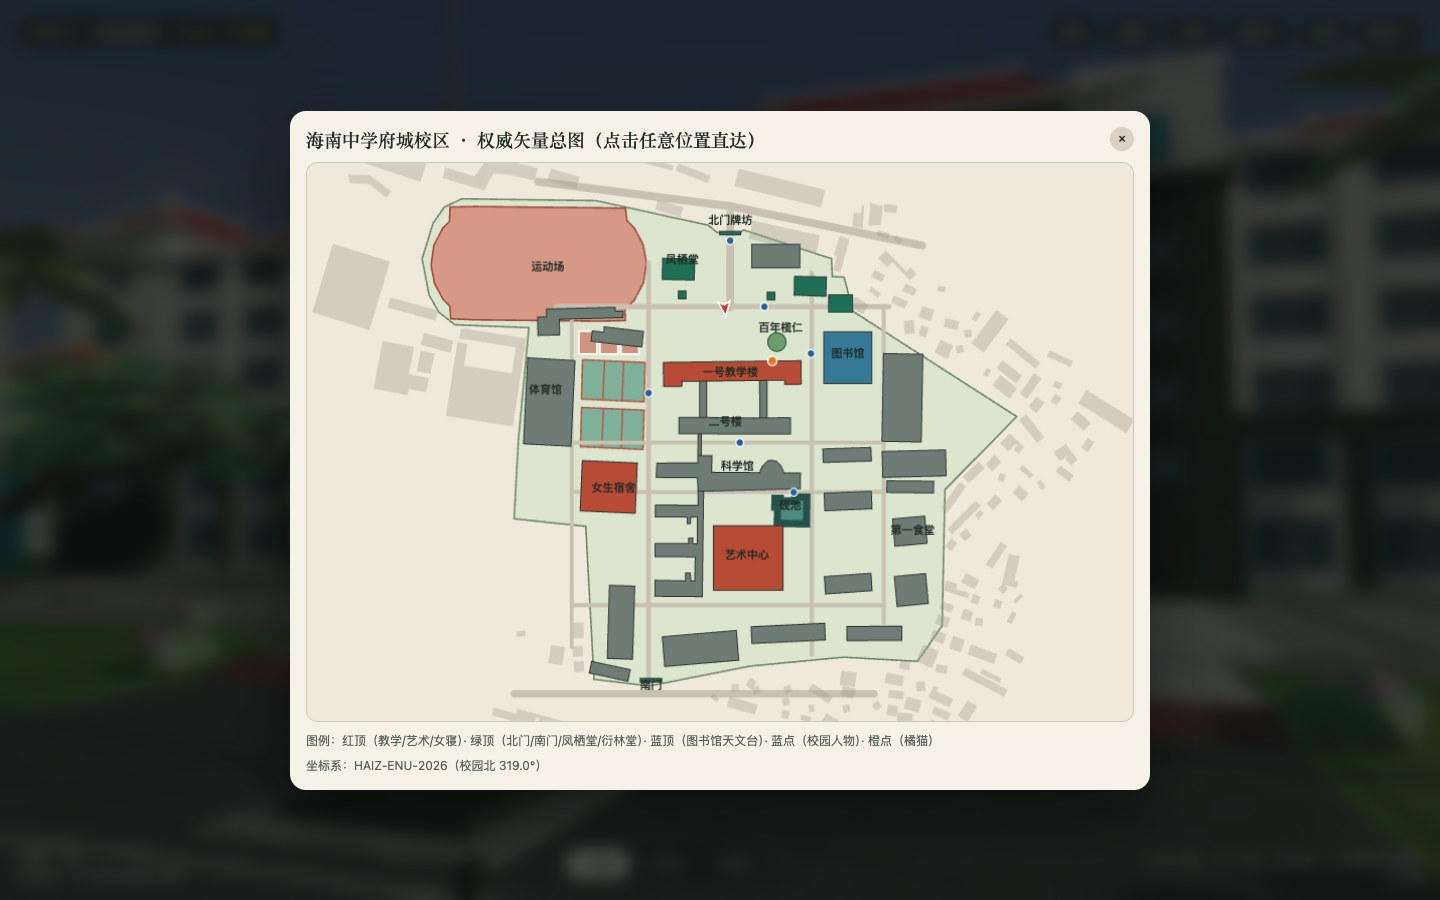 海南中学府城校区 · 权威矢量总图（点击任意位置直达）
×
北门牌坊
凤栖堂
运动场
百年榄仁
图书馆
一号教学楼
体育馆
二号楼
科学馆
女生宿舍
砚池
第一食堂
艺术中心
南门
图例：红顶（教学/艺术/女寝）· 绿顶（北门/南门/凤栖堂/衍林堂）· 蓝顶（图书馆天文台）· 蓝点（校园人物）· 橙点（橘猫）
坐标系：HAIZ-ENU-2026（校园北 319.0°）